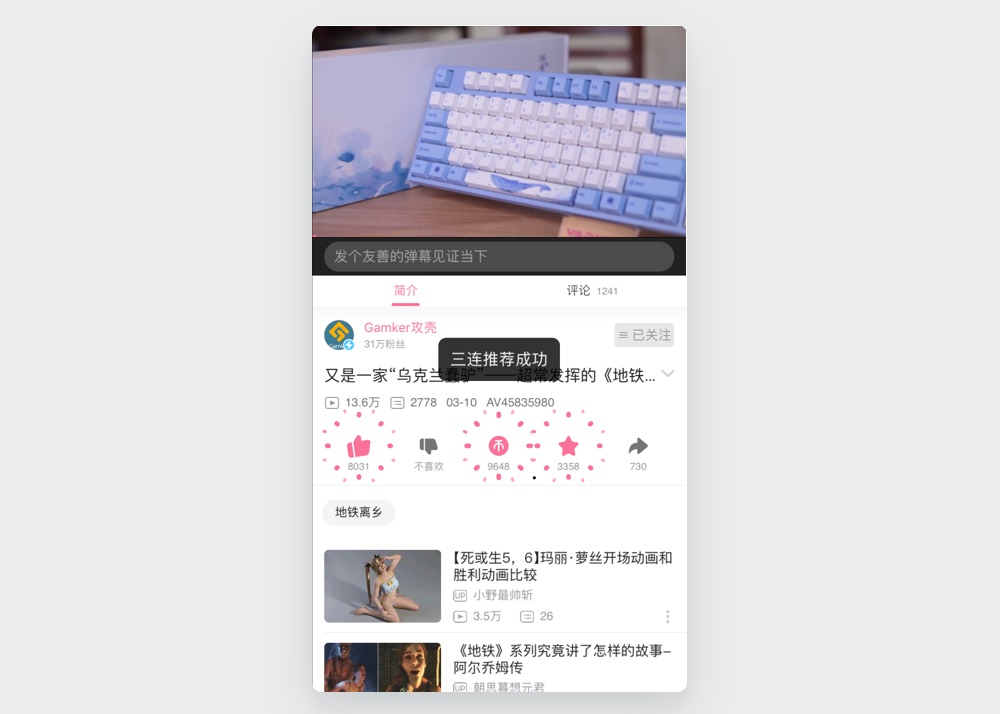 发个友善的弹幕见证当下
简介
评论 1241
Gamker攻壳
31万粉丝
已关注
三连推荐成功
又是一家“乌克兰蠢驴”——超常发挥的《地铁...
13.6万 2778 03-10 AV45835980
8031 不喜欢 9648 3358 730
地铁离乡
【死或生5，6】玛丽·萝丝开场动画和
胜利动画比较
UP 小野最帅斩
3.5万 26
《地铁》系列究竟讲了怎样的故事-
阿尔乔姆传
UP 朝思暮想元君